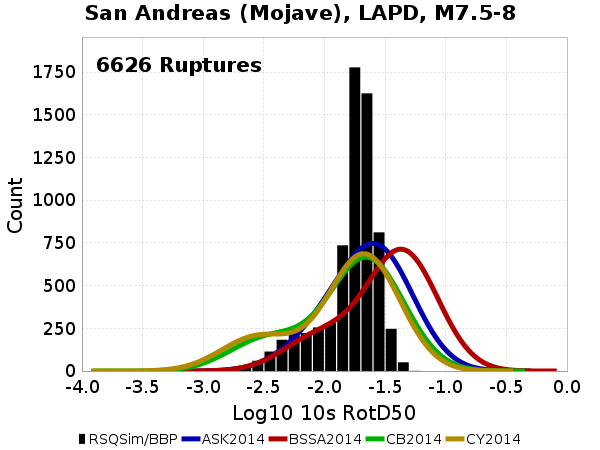 San Andreas (Mojave), LAPD, M7.5-8
6626 Ruptures
Count
1750
1500
1250
1000
750
500
250
0
-4.0 -3.5 -3.0 -2.5 -2.0 -1.5 -1.0 -0.5 0.0
Log10 10s RotD50
RSQSim/BBP ASK2014 BSSA2014 CB2014 CY2014